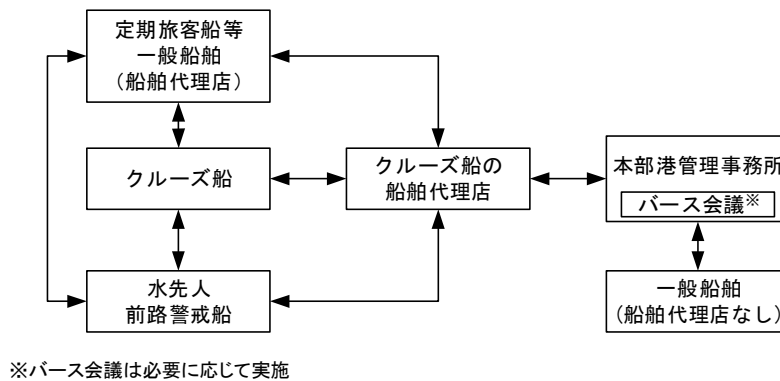 定期旅客船等
一般船舶
（船舶代理店）
クルーズ船
クルーズ船の
船舶代理店
本部港管理事務所
バース会議※
水先人
前路警戒船
一般船舶
（船舶代理店なし）
※バース会議は必要に応じて実施